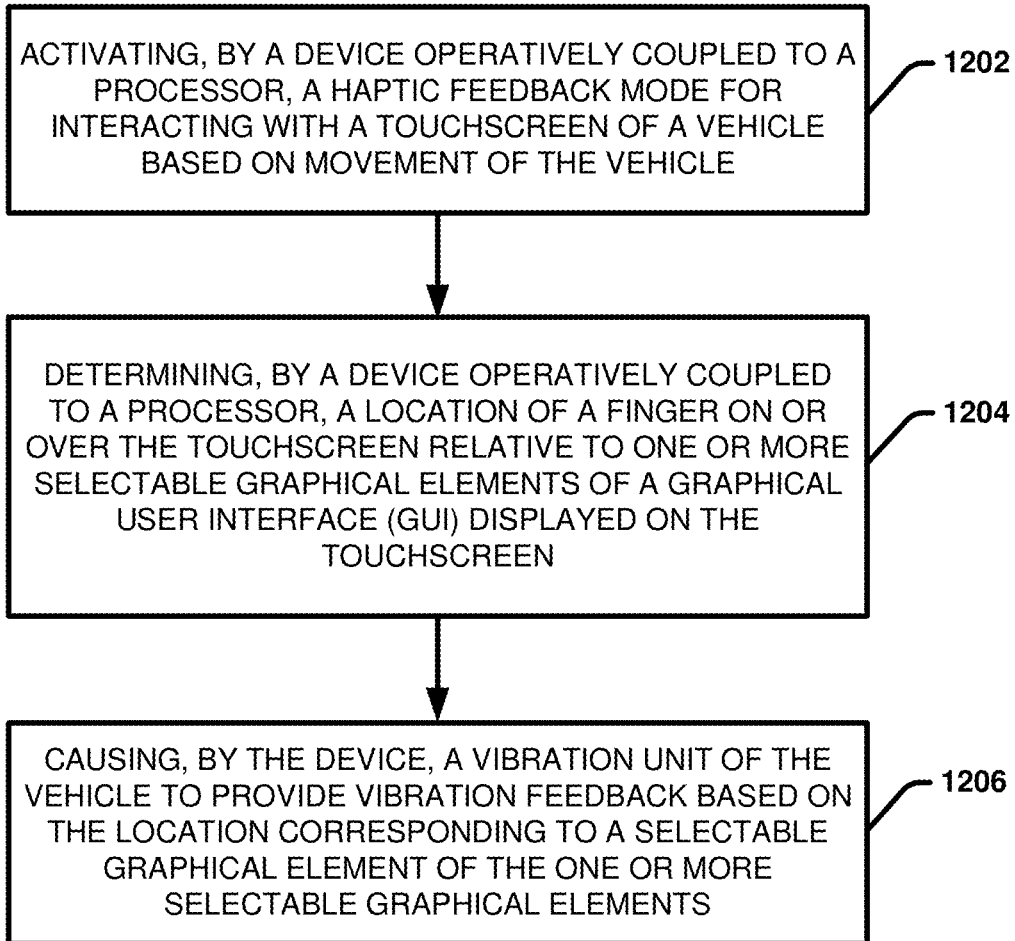 ACTIVATING, BY A DEVICE OPERATIVELY COUPLED TO A
PROCESSOR, A HAPTIC FEEDBACK MODE FOR
INTERACTING WITH A TOUCHSCREEN OF A VEHICLE
BASED ON MOVEMENT OF THE VEHICLE
1202
DETERMINING, BY A DEVICE OPERATIVELY COUPLED
TO A PROCESSOR, A LOCATION OF A FINGER ON OR
OVER THE TOUCHSCREEN RELATIVE TO ONE OR MORE
SELECTABLE GRAPHICAL ELEMENTS OF A GRAPHICAL
USER INTERFACE (GUI) DISPLAYED ON THE
TOUCHSCREEN
1204
CAUSING, BY THE DEVICE, A VIBRATION UNIT OF THE
VEHICLE TO PROVIDE VIBRATION FEEDBACK BASED ON
THE LOCATION CORRESPONDING TO A SELECTABLE
GRAPHICAL ELEMENT OF THE ONE OR MORE
SELECTABLE GRAPHICAL ELEMENTS
1206